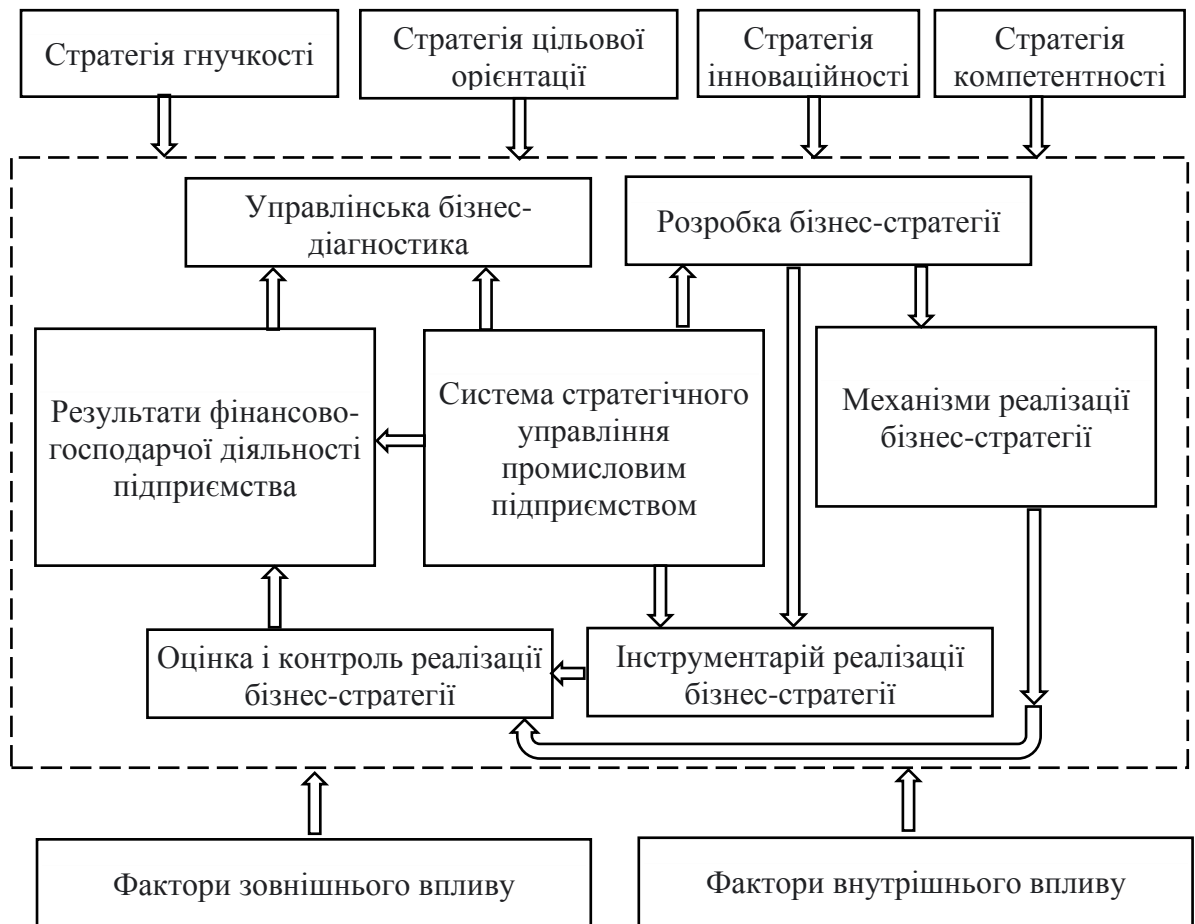 Стратегія гнучкості
Стратегія цільової
орієнтації
Стратегія
інноваційності
Стратегія
компетентності
Управлінська бізнес-
діагностика
Розробка бізнес-стратегії
Результати фінансово-
господарчої діяльності
підприємства
Система стратегічного
управління
промисловим
підприємством
Механізми реалізації
бізнес-стратегії
Оцінка і контроль реалізації
бізнес-стратегії
Інструментарій реалізації
бізнес-стратегії
Фактори зовнішнього впливу
Фактори внутрішнього впливу